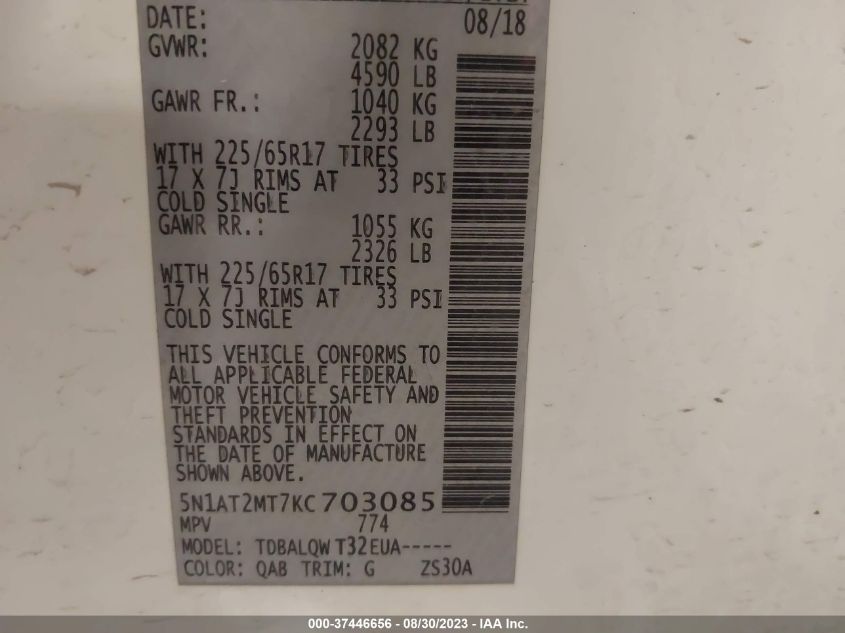 DATE: 08/18
GVWR: 2082 KG
4590 LB
GAWR FR.: 1040 KG
2293 LB
WITH 225/65R17 TIRES
17 X 7J RIMS AT 33 PSI
COLD SINGLE
GAWR RR.: 1055 KG
2326 LB
WITH 225/65R17 TIRES
17 X 7J RIMS AT 33 PSI
COLD SINGLE
THIS VEHICLE CONFORMS TO
ALL APPLICABLE FEDERAL
MOTOR VEHICLE SAFETY AND
THEFT PREVENTION
STANDARDS IN EFFECT ON
THE DATE OF MANUFACTURE
SHOWN ABOVE.
5N1AT2MT7KC703085
MPV 774
MODEL: TDBALQW T32EUA-----
COLOR: QAB TRIM: G ZS30A
000-37446656 - 08/30/2023 - IAA Inc.